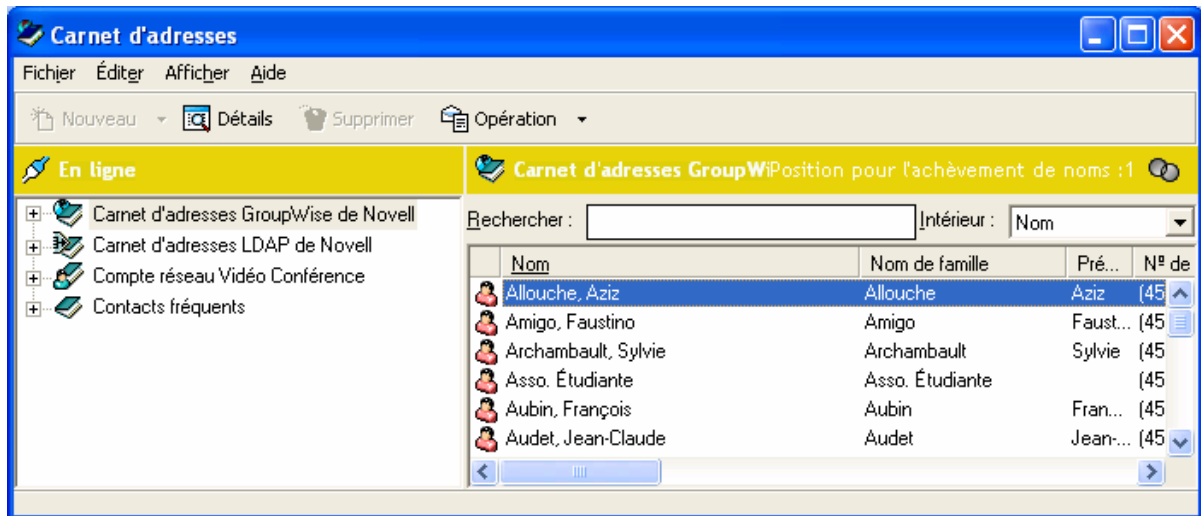 Carnet d'adresses
Fichier Éditer Afficher Aide
Nouveau Détails Supprimer Opération
En ligne
Carnet d'adresses GroupWiPosition pour l'achèvement de noms :1
Carnet d'adresses GroupWise de Novell
Carnet d'adresses LDAP de Novell
Compte réseau Vidéo Conférence
Contacts fréquents
Rechercher : Intérieur : Nom
Nom Nom de famille Pré... Nº de
Allouche, Aziz Allouche Aziz (45
Amigo, Faustino Amigo Faust... (45
Archambault, Sylvie Archambault Sylvie (45
Asso. Étudiante Asso. Étudiante (45
Aubin, François Aubin Fran... (45
Audet, Jean-Claude Audet Jean-... (45